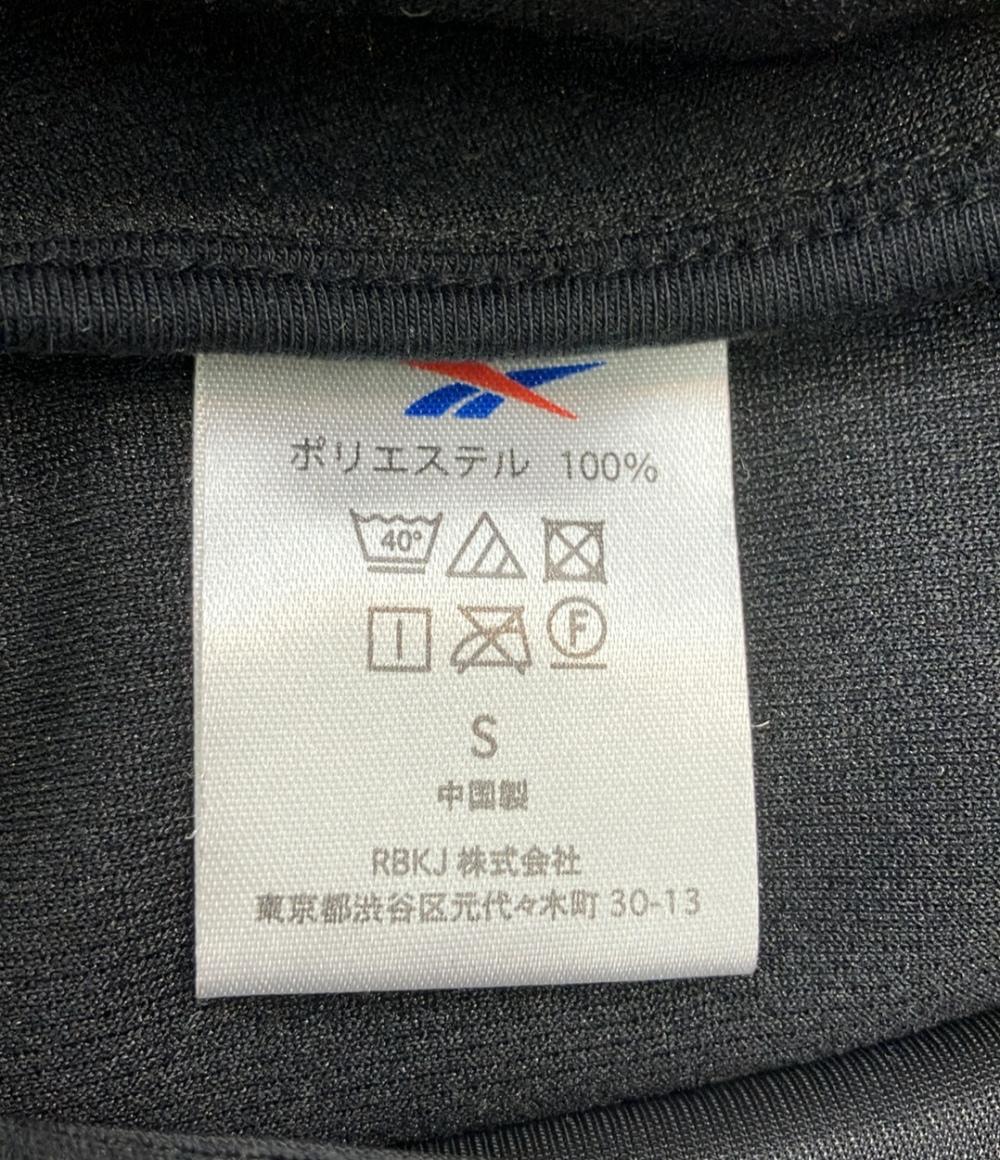 ポリエステル 100%
40°
F
S
中国製
RBKJ 株式会社
東京都渋谷区元代々木町 30-13